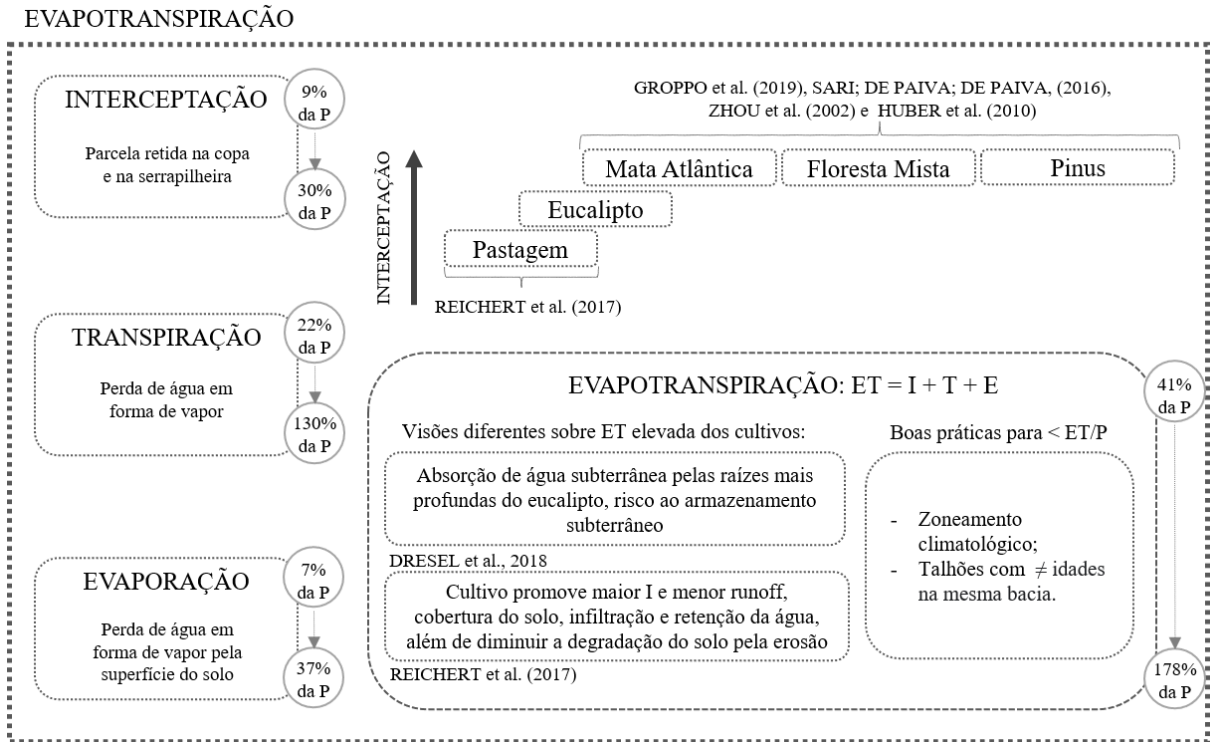 EVAPOTRANSPIRAÇÃO
INTERCEPTAÇÃO
Parcela retida na copa
e na serrapilheira
9%
da P
30%
da P
TRANSPIRAÇÃO
Perda de água em
forma de vapor
22%
da P
130%
da P
EVAPORAÇÃO
Perda de água em
forma de vapor pela
superfície do solo
7%
da P
37%
da P
INTERCEPTAÇÃO
GROPPO et al. (2019), SARI; DE PAIVA; DE PAIVA, (2016),
ZHOU et al. (2002) e HUBER et al. (2010)
Mata Atlântica
Floresta Mista
Pinus
Eucalipto
Pastagem
REICHERT et al. (2017)
EVAPOTRANSPIRAÇÃO: ET = I + T + E
Visões diferentes sobre ET elevada dos cultivos:
Absorção de água subterrânea pelas raízes mais
profundas do eucalipto, risco ao armazenamento
subterrâneo
DRESEL et al., 2018
Cultivo promove maior I e menor runoff,
cobertura do solo, infiltração e retenção da água,
além de diminuir a degradação do solo pela erosão
REICHERT et al. (2017)
Boas práticas para < ET/P
- Zoneamento
climatológico;
- Talhões com ≠ idades
na mesma bacia.
41%
da P
178%
da P